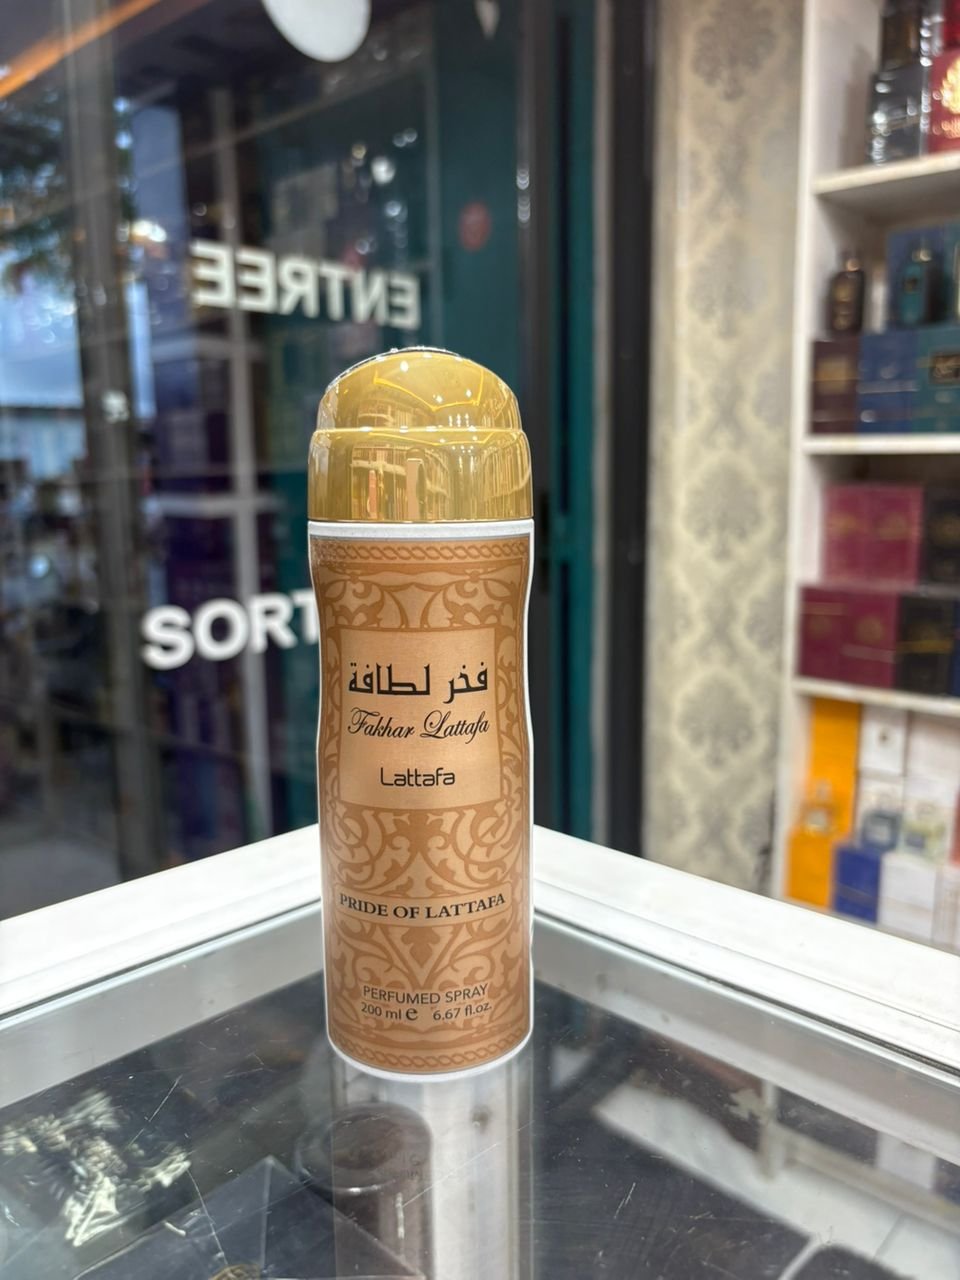 ENTREE
SORT
فخر لطافة
Fakhar Lattafa
Lattafa
PRIDE OF LATTAFA
PERFUMED SPRAY
200 ml e 6.67 fl.oz.